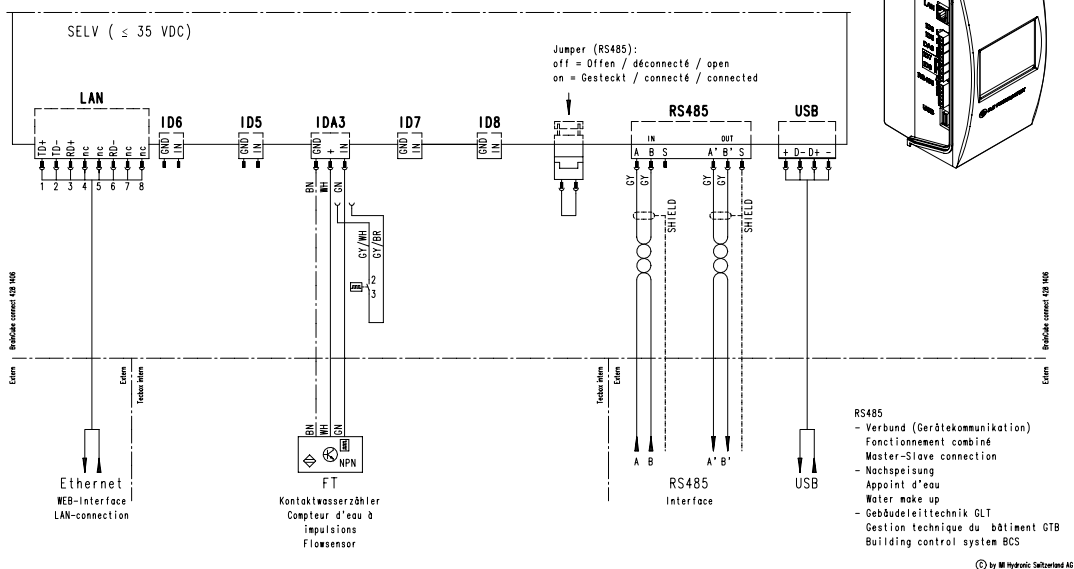 SELV ( ≤ 35 VDC)
Jumper (RS485):
off = Offen / déconnecté / open
on = Gesteckt / connecté / connected
LAN
ID6
ID5
IDA3
ID7
ID8
RS485
USB
IN OUT
TD+
TD-
RD+
nc
nc
RD-
nc
nc
GND
IN
GND
IN
GND
+
IN
GND
IN
GND
IN
A B S A' B' S
+ D- D+ -
1 2 3 4 5 6 7 8
BN
WH
GN
GY/WH
GY/BR
2
3
GY
GY
SHIELD
GY
GY
SHIELD
BrainCube connect 428 1406
BrainCube connect 428 1406
Extern
Extern
Tecbox intern
Tecbox intern
Extern
Extern
BN
WH
GN
NPN
A B
A' B'
Ethernet
WEB-Interface
LAN-connection
FT
Kontaktwasserzähler
Compteur d'eau à
impulsions
Flowsensor
RS485
Interface
USB
RS485
- Verbund (Gerätekommunikation)
Fonctionnement combiné
Master-Slave connection
- Nachspeisung
Appoint d'eau
Water make up
- Gebäudeleittechnik GLT
Gestion technique du bâtiment GTB
Building control system BCS
© by IMI Hydronic Switzerland AG
LAN
RS485
USB